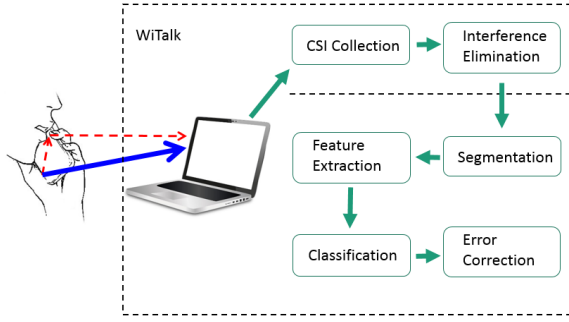 WiTalk
CSI Collection
Interference
Elimination
Feature
Extraction
Segmentation
Classification
Error
Correction